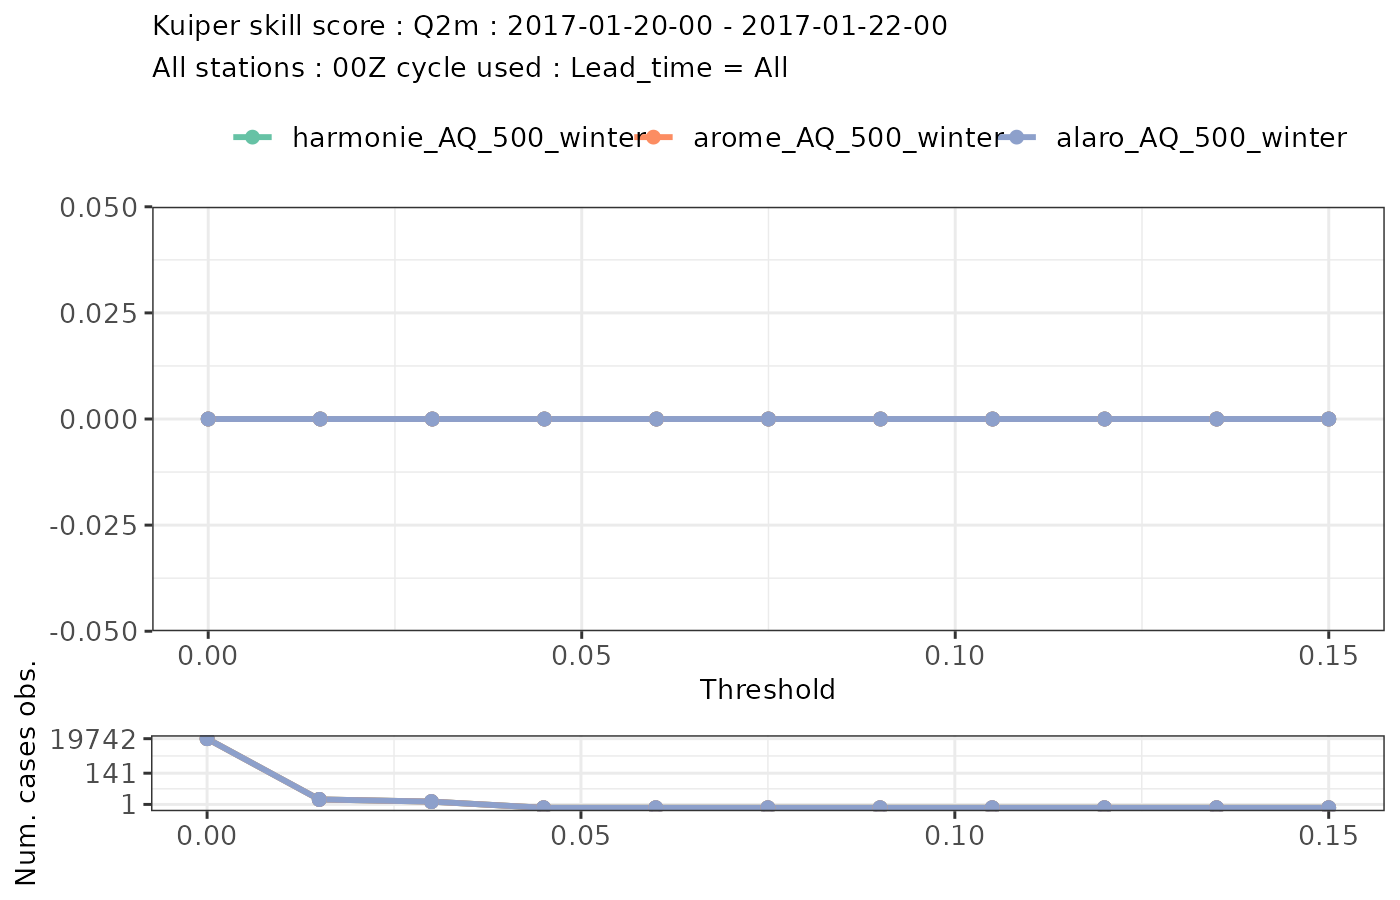 Kuiper skill score : Q2m : 2017-01-20-00 - 2017-01-22-00
All stations : 00Z cycle used : Lead_time = All
harmonie_AQ_500_winter arome_AQ_500_winter alaro_AQ_500_winter
0.050
0.025
0.000
-0.025
-0.050
0.00 0.05 0.10 0.15
Threshold
Num. cases obs.
19742
141
1
0.00 0.05 0.10 0.15